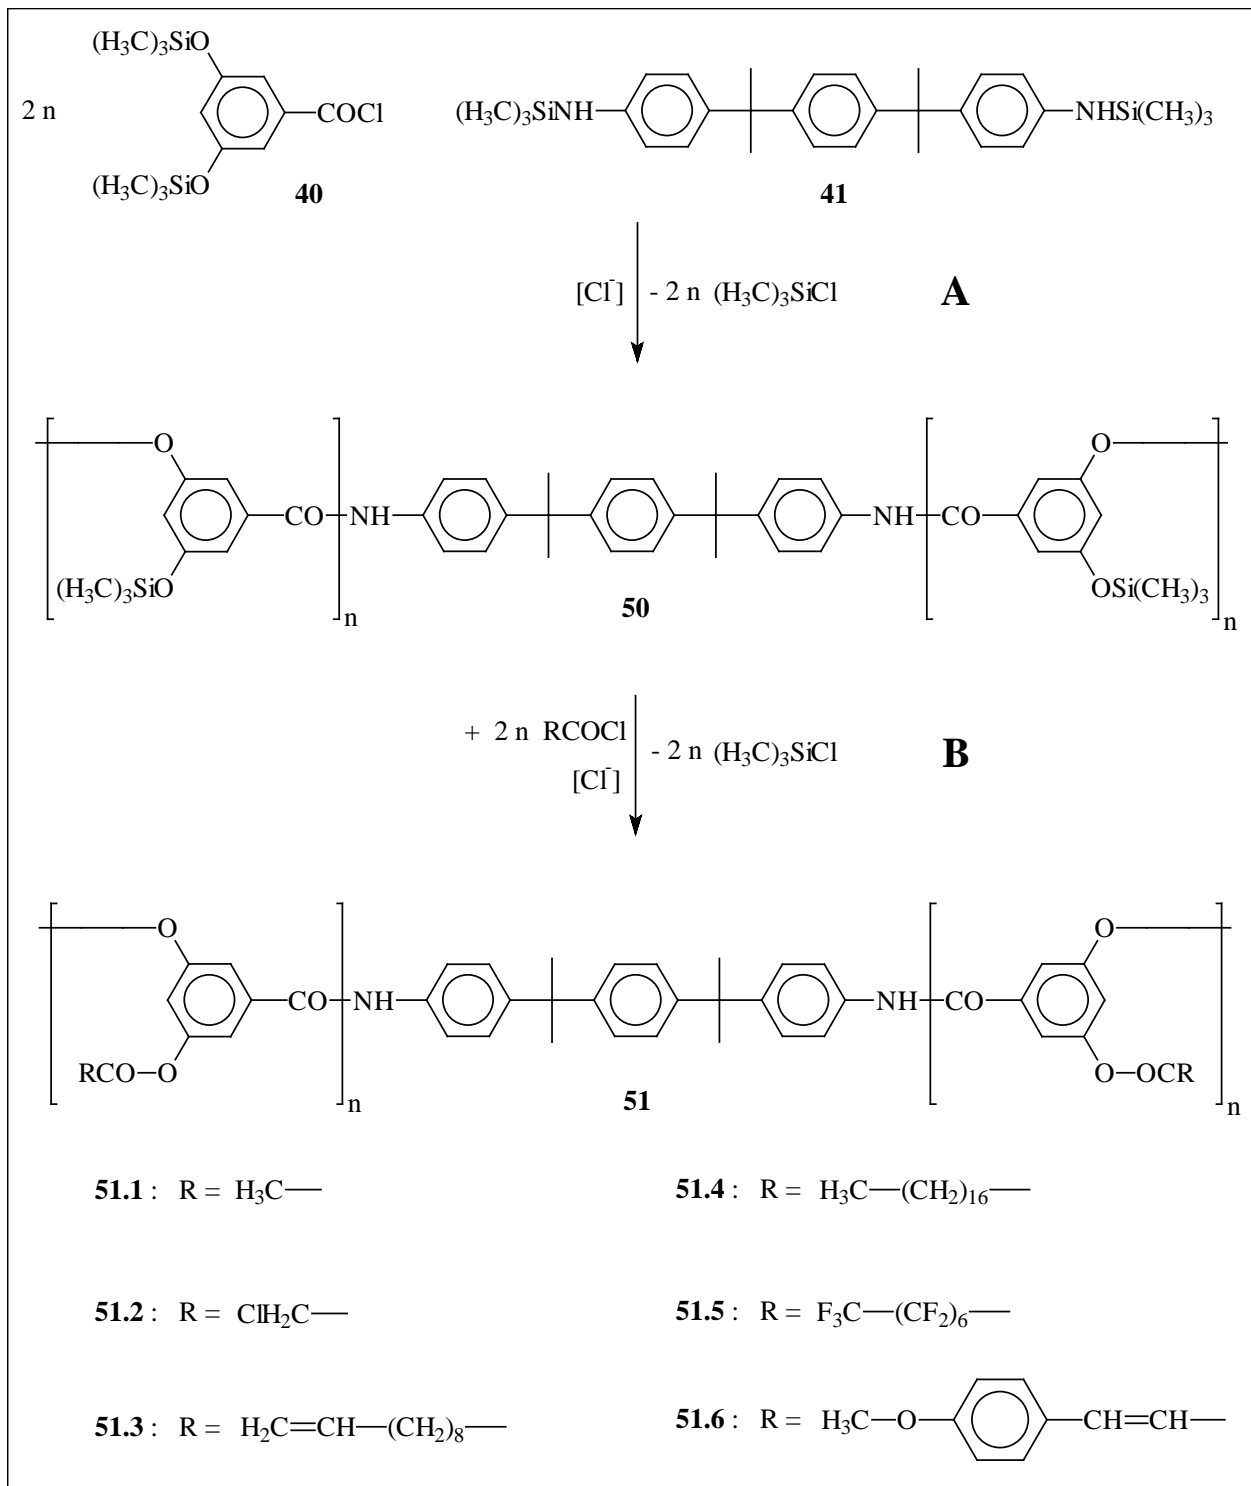 (H₃C)₃SiO
2 n COCl (H₃C)₃SiNH NHSi(CH₃)₃
(H₃C)₃SiO
40 41
[Cl⁻] - 2 n (H₃C)₃SiCl A
O O
CO NH NH CO
(H₃C)₃SiO OSi(CH₃)₃
n 50 n
+ 2 n RCOCl
- 2 n (H₃C)₃SiCl B
[Cl⁻]
O O
CO NH NH CO
RCO—O O—OCR
n 51 n
51.1 : R = H₃C— 51.4 : R = H₃C—(CH₂)₁₆—
51.2 : R = ClH₂C— 51.5 : R = F₃C—(CF₂)₆—
51.3 : R = H₂C=CH—(CH₂)₈— 51.6 : R = H₃C—O CH=CH—